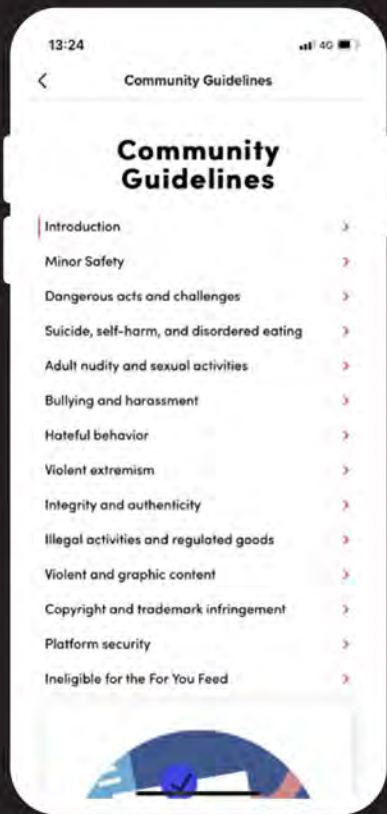 13:24
4G
Community Guidelines
Community
Guidelines
Introduction
Minor Safety
Dangerous acts and challenges
Suicide, self-harm, and disordered eating
Adult nudity and sexual activities
Bullying and harassment
Hateful behavior
Violent extremism
Integrity and authenticity
Illegal activities and regulated goods
Violent and graphic content
Copyright and trademark infringement
Platform security
Ineligible for the For You Feed